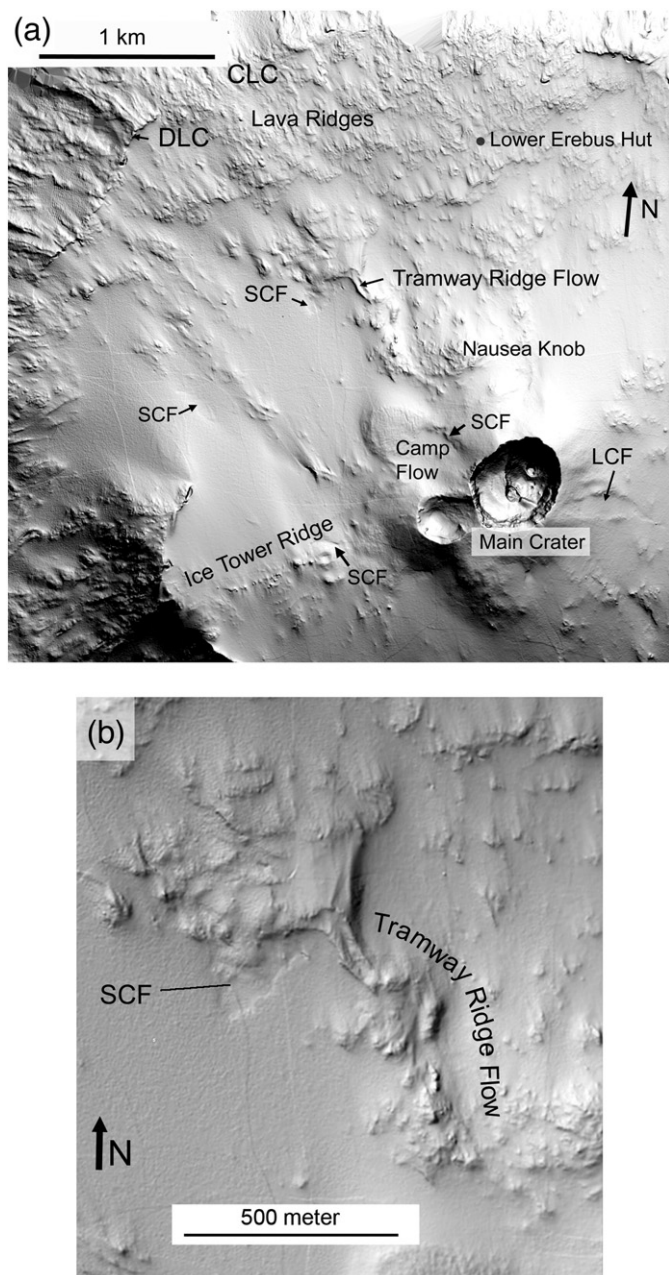 (a)
1 km
CLC
Lava Ridges
DLC
Lower Erebus Hut
N
Tramway Ridge Flow
SCF
Nausea Knob
SCF
SCF
Camp
Flow
LCF
Main Crater
Ice Tower Ridge
SCF
(b)
Tramway Ridge Flow
SCF
N
500 meter